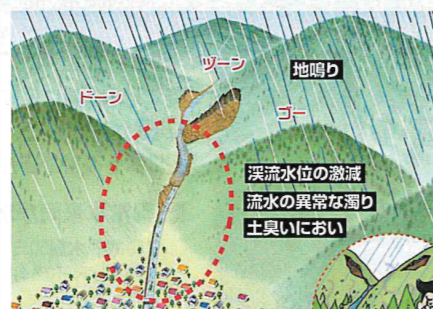 ヅーン
地鳴り
ドーン
ゴー
渓流水位の激減
流水の異常な濁り
土臭いにおい